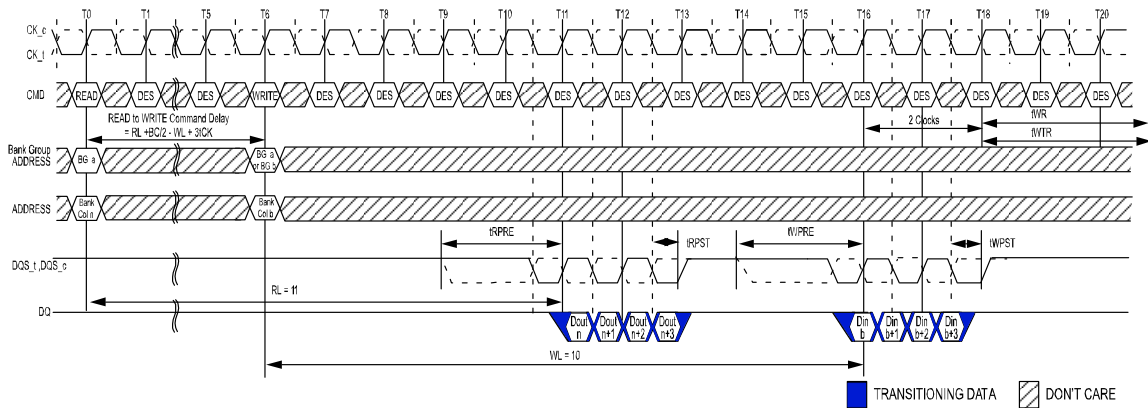 T0 T1 T5 T6 T7 T8 T9 T10 T11 T12 T13 T14 T15 T16 T17 T18 T19 T20
CK_c
CK_t
CMD READ DES DES WRITE DES DES DES DES DES DES DES DES DES DES DES DES DES DES
READ to WRITE Command Delay
= RL +BC/2 - WL + 3tCK
2 Clocks
tWR
tWTR
Bank Group
ADDRESS
BG a
BG a
or BG b
ADDRESS
Bank
Col n
Bank
Col b
tRPRE tRPST tWPRE tWPST
DQS_t ,DQS_c
RL = 11
DQ
Dout
n
Dout
n+1
Dout
n+2
Dout
n+3
Din
b
Din
b+1
Din
b+2
Din
b+3
WL = 10
TRANSITIONING DATA DON'T CARE